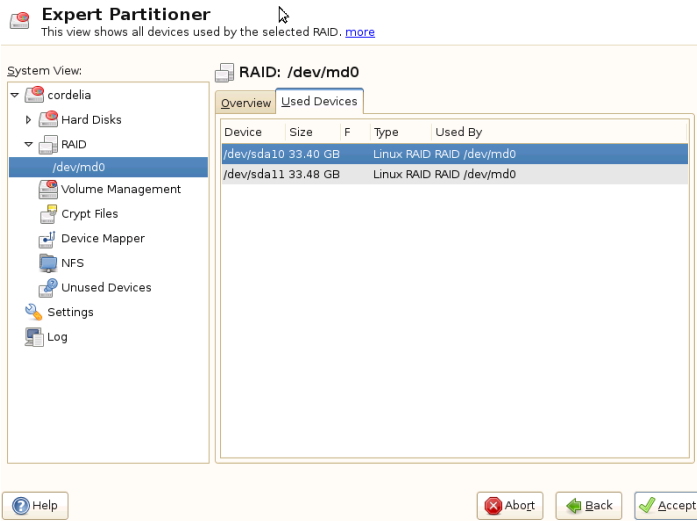 Expert Partitioner
This view shows all devices used by the selected RAID. more
System View:
cordelia
Hard Disks
RAID
/dev/md0
Volume Management
Crypt Files
Device Mapper
NFS
Unused Devices
Settings
Log
RAID: /dev/md0
Overview Used Devices
Device Size F Type Used By
/dev/sda10 33.40 GB Linux RAID RAID /dev/md0
/dev/sda11 33.48 GB Linux RAID RAID /dev/md0
Help Abort Back Accept